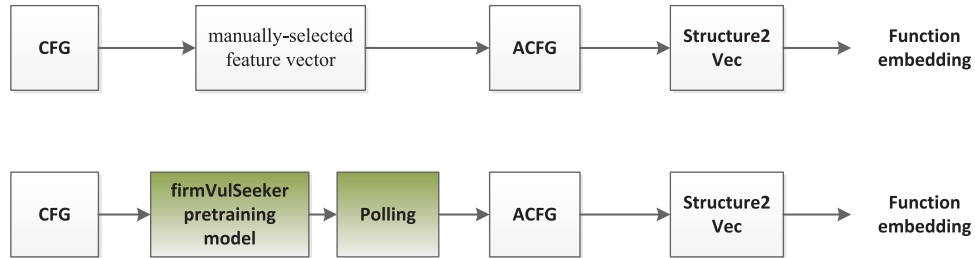 CFG
manually-selected
feature vector
ACFG
Structure2
Vec
Function
embedding
CFG
firmVulSeeker
pretraining
model
Polling
ACFG
Structure2
Vec
Function
embedding